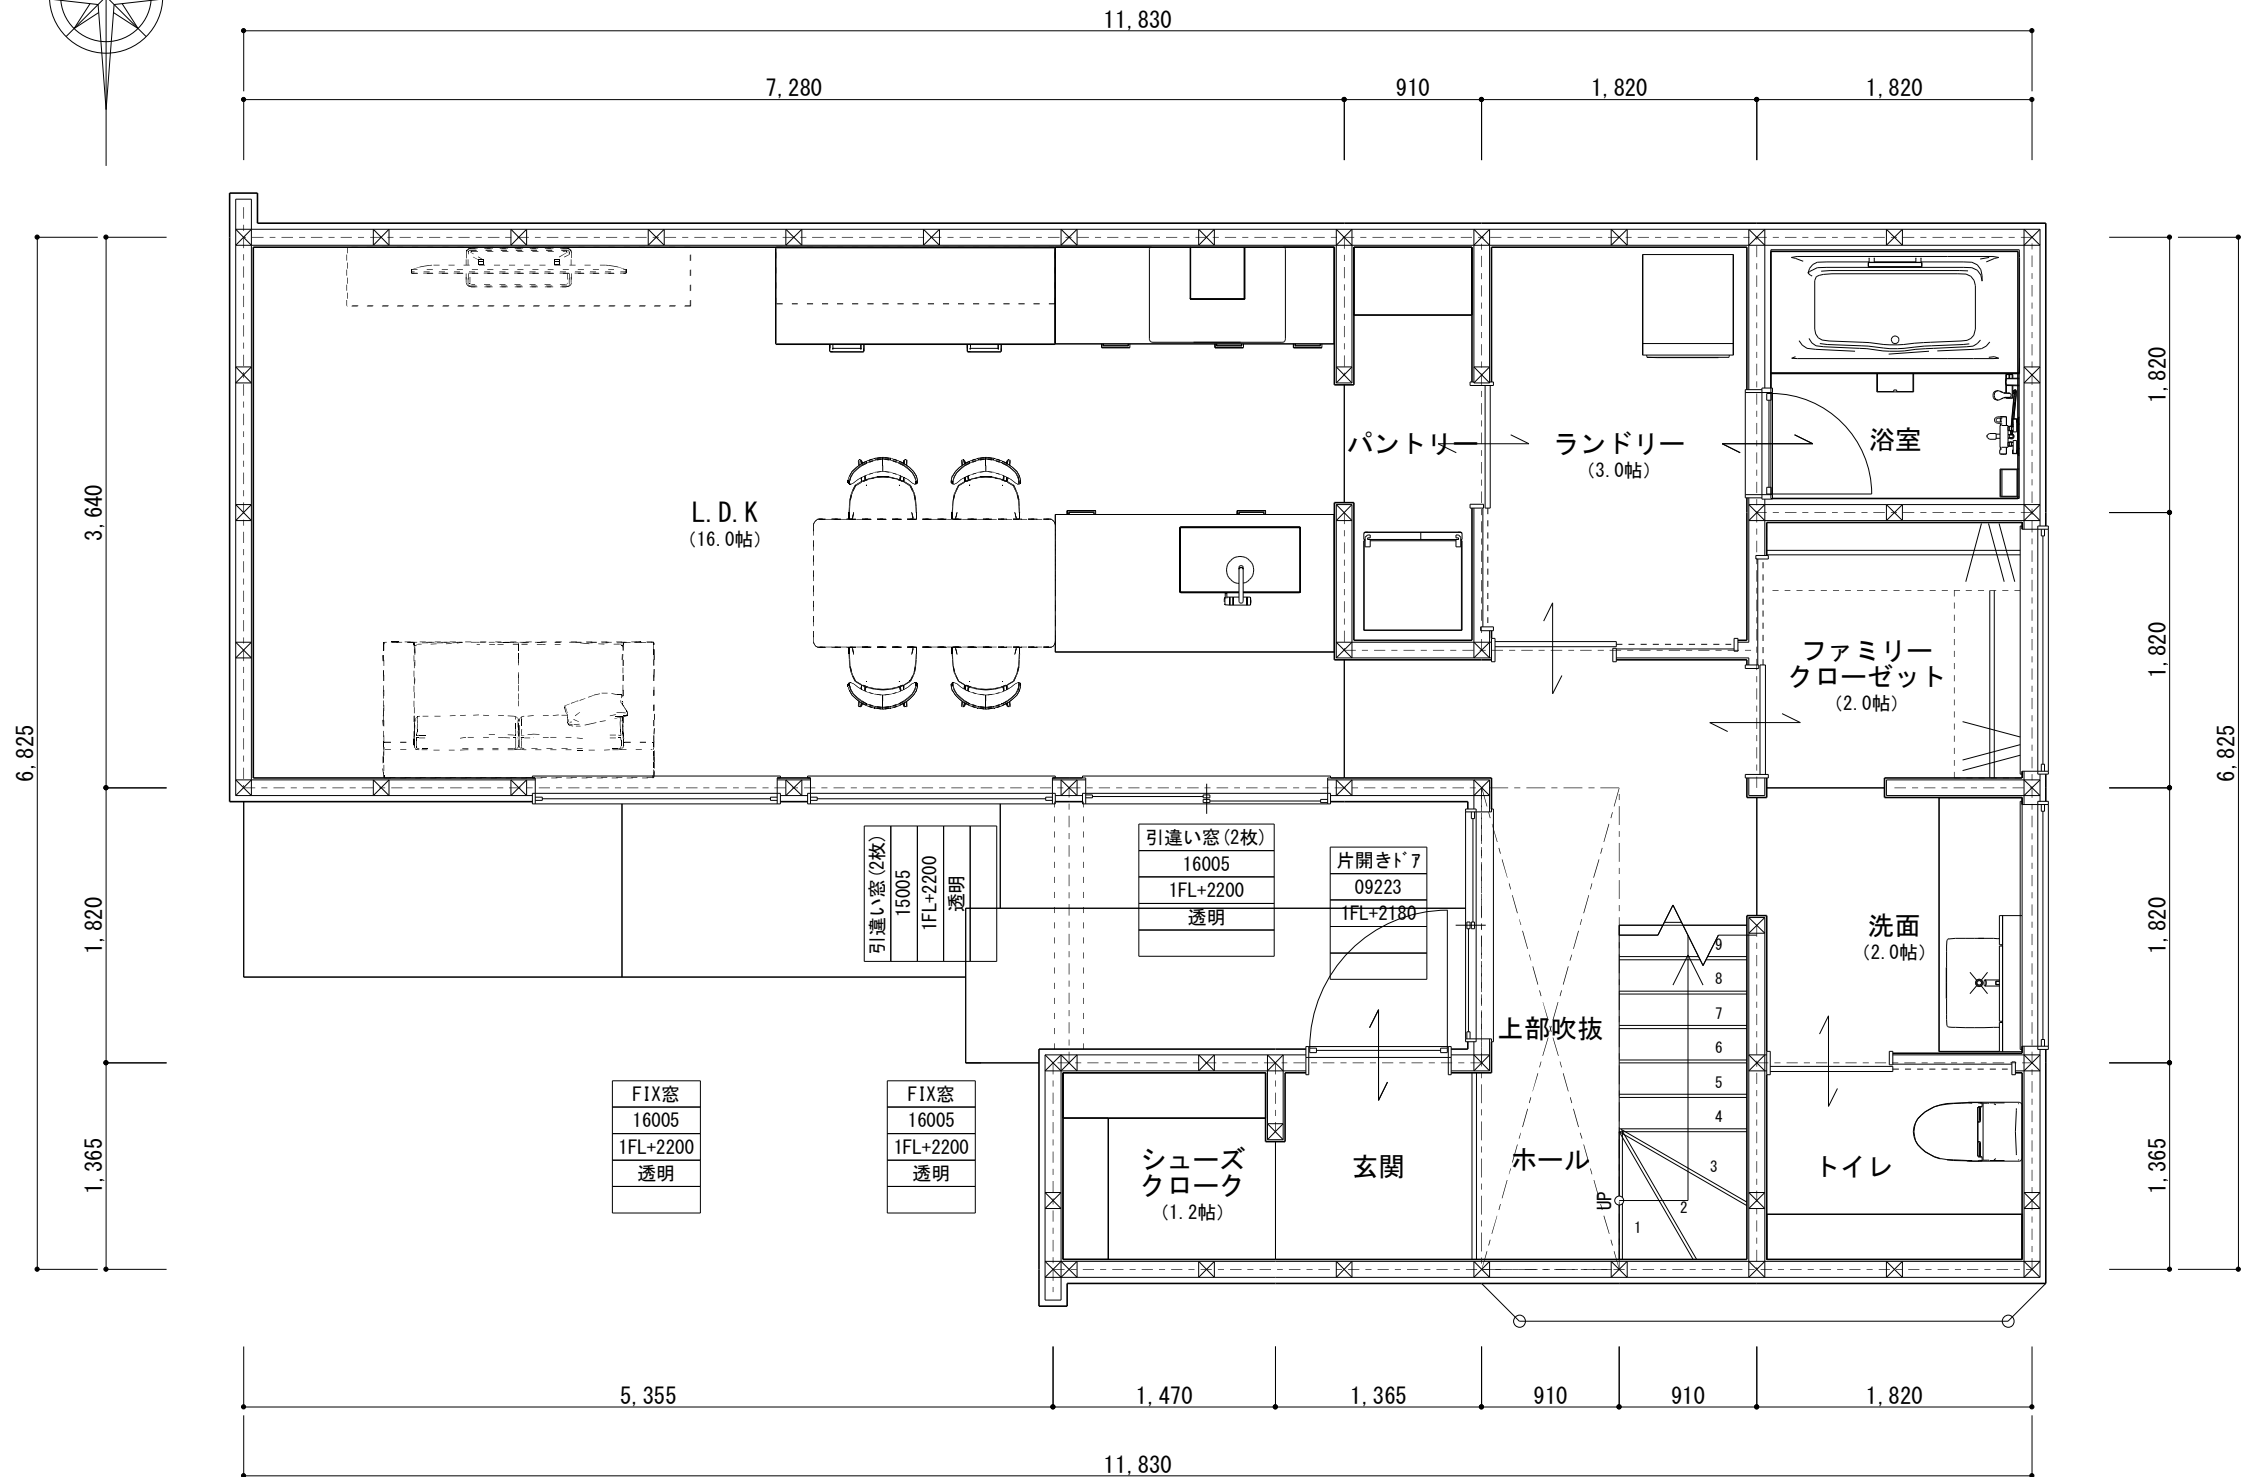 11,830
7,280
910
1,820
1,820
6,825
3,640
1,820
1,365
1,820
1,820
1,820
1,365
6,825
L.D.K
(16.0帖)
パントリー
ランドリー
(3.0帖)
浴室
ファミリー
クローゼット
(2.0帖)
洗面
(2.0帖)
トイレ
引違い窓(2枚)
15005
1FL+2200
透明
引違い窓(2枚)
16005
1FL+2200
透明
片開きﾄﾞｱ
09223
1FL+2180
上部吹抜
ホール
UP
1
2
3
4
5
6
7
8
9
FIX窓
16005
1FL+2200
透明
FIX窓
16005
1FL+2200
透明
シューズ
クローク
(1.2帖)
玄関
5,355
1,470
1,365
910
910
1,820
11,830